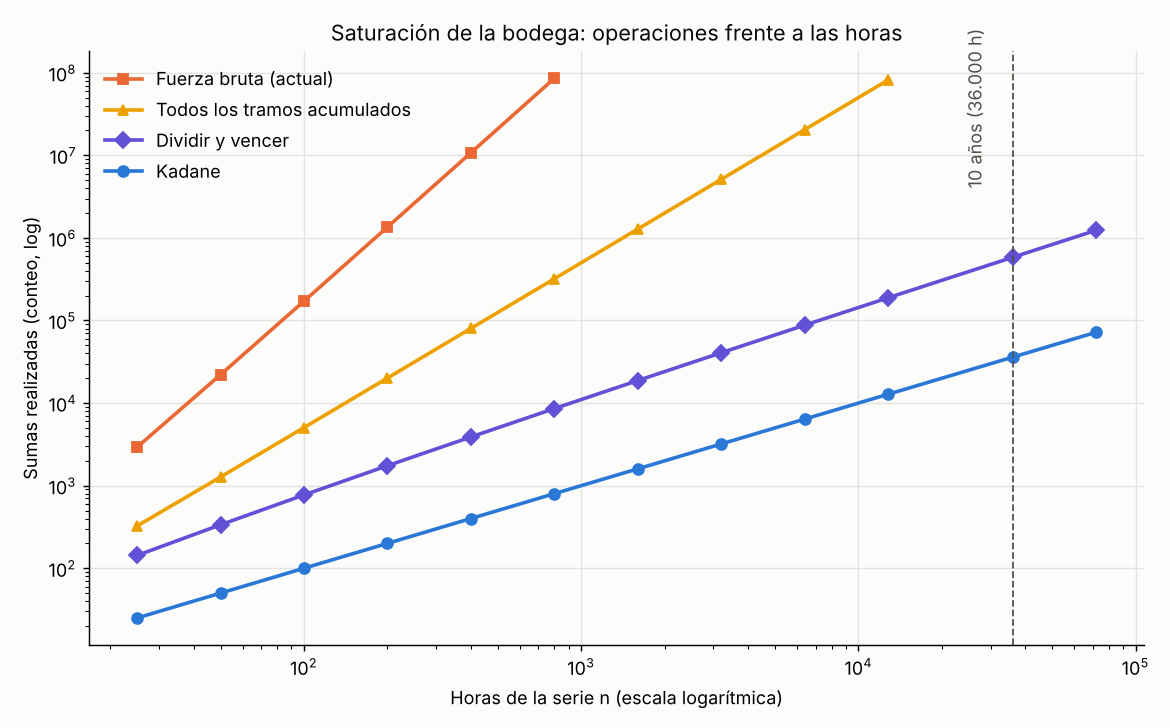 Saturación de la bodega: operaciones frente a las horas
Fuerza bruta (actual)
Todos los tramos acumulados
Dividir y vencer
Kadane
10 años (36.000 h)
Sumas realizadas (conteo, log)
10⁸
10⁷
10⁶
10⁵
10⁴
10³
10²
10²
10³
10⁴
10⁵
Horas de la serie n (escala logarítmica)